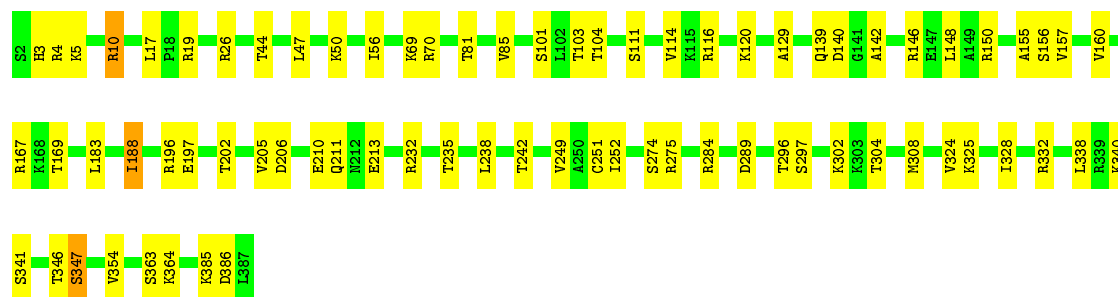 S2 H3 R4 K5 R10 L17 P18 R19 R26 T44 L47 K50 I56 K69 R70 T81 V85 S101 L102 T103 T104 S111 V114 K115 R116 K120 A129 Q139 D140 G141 A142 R146 E147 L148 A149 R150 A155 S156 V157 V160
R167 K168 T169 L183 I188 R196 E197 T202 V205 D206 E210 Q211 N212 E213 R232 T235 L238 T242 V249 A250 C251 I252 S274 R275 R284 D289 T296 S297 K302 K303 T304 M308 V324 K325 I328 R332 L338 R339 K340
S341 T346 S347 V354 S363 K364 K385 D386 L387